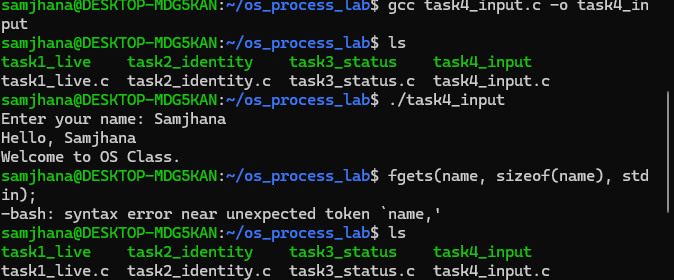 samjhana@DESKTOP-MDG5KAN:~/os_process_lab$ gcc task4_input.c -o task4_in
put
samjhana@DESKTOP-MDG5KAN:~/os_process_lab$ ls
task1_live    task2_identity    task3_status    task4_input
task1_live.c  task2_identity.c  task3_status.c  task4_input.c
samjhana@DESKTOP-MDG5KAN:~/os_process_lab$ ./task4_input
Enter your name: Samjhana
Hello, Samjhana
Welcome to OS Class.
samjhana@DESKTOP-MDG5KAN:~/os_process_lab$ fgets(name, sizeof(name), std
in);
-bash: syntax error near unexpected token `name,'
samjhana@DESKTOP-MDG5KAN:~/os_process_lab$ ls
task1_live    task2_identity    task3_status    task4_input
task1_live.c  task2_identity.c  task3_status.c  task4_input.c